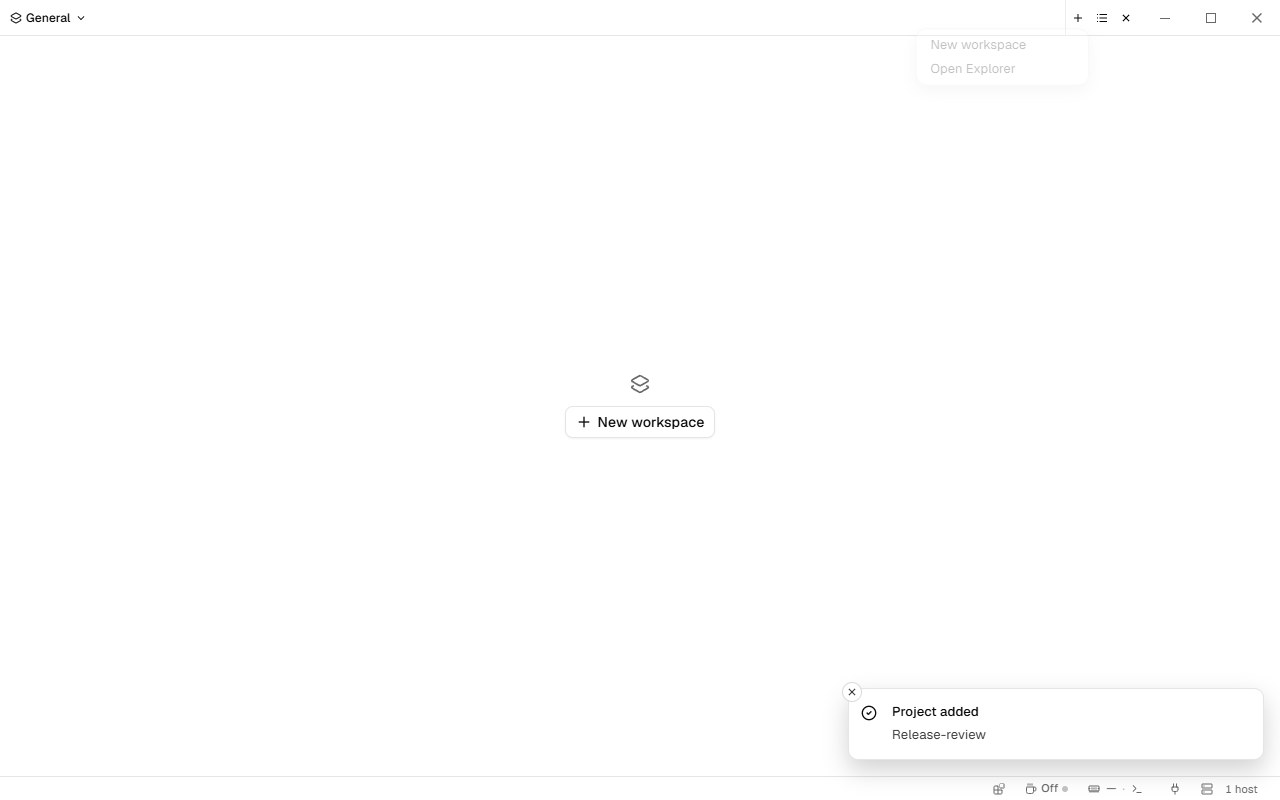 General
New workspace
Open Explorer
New workspace
Project added
Release-review
Off
1 host